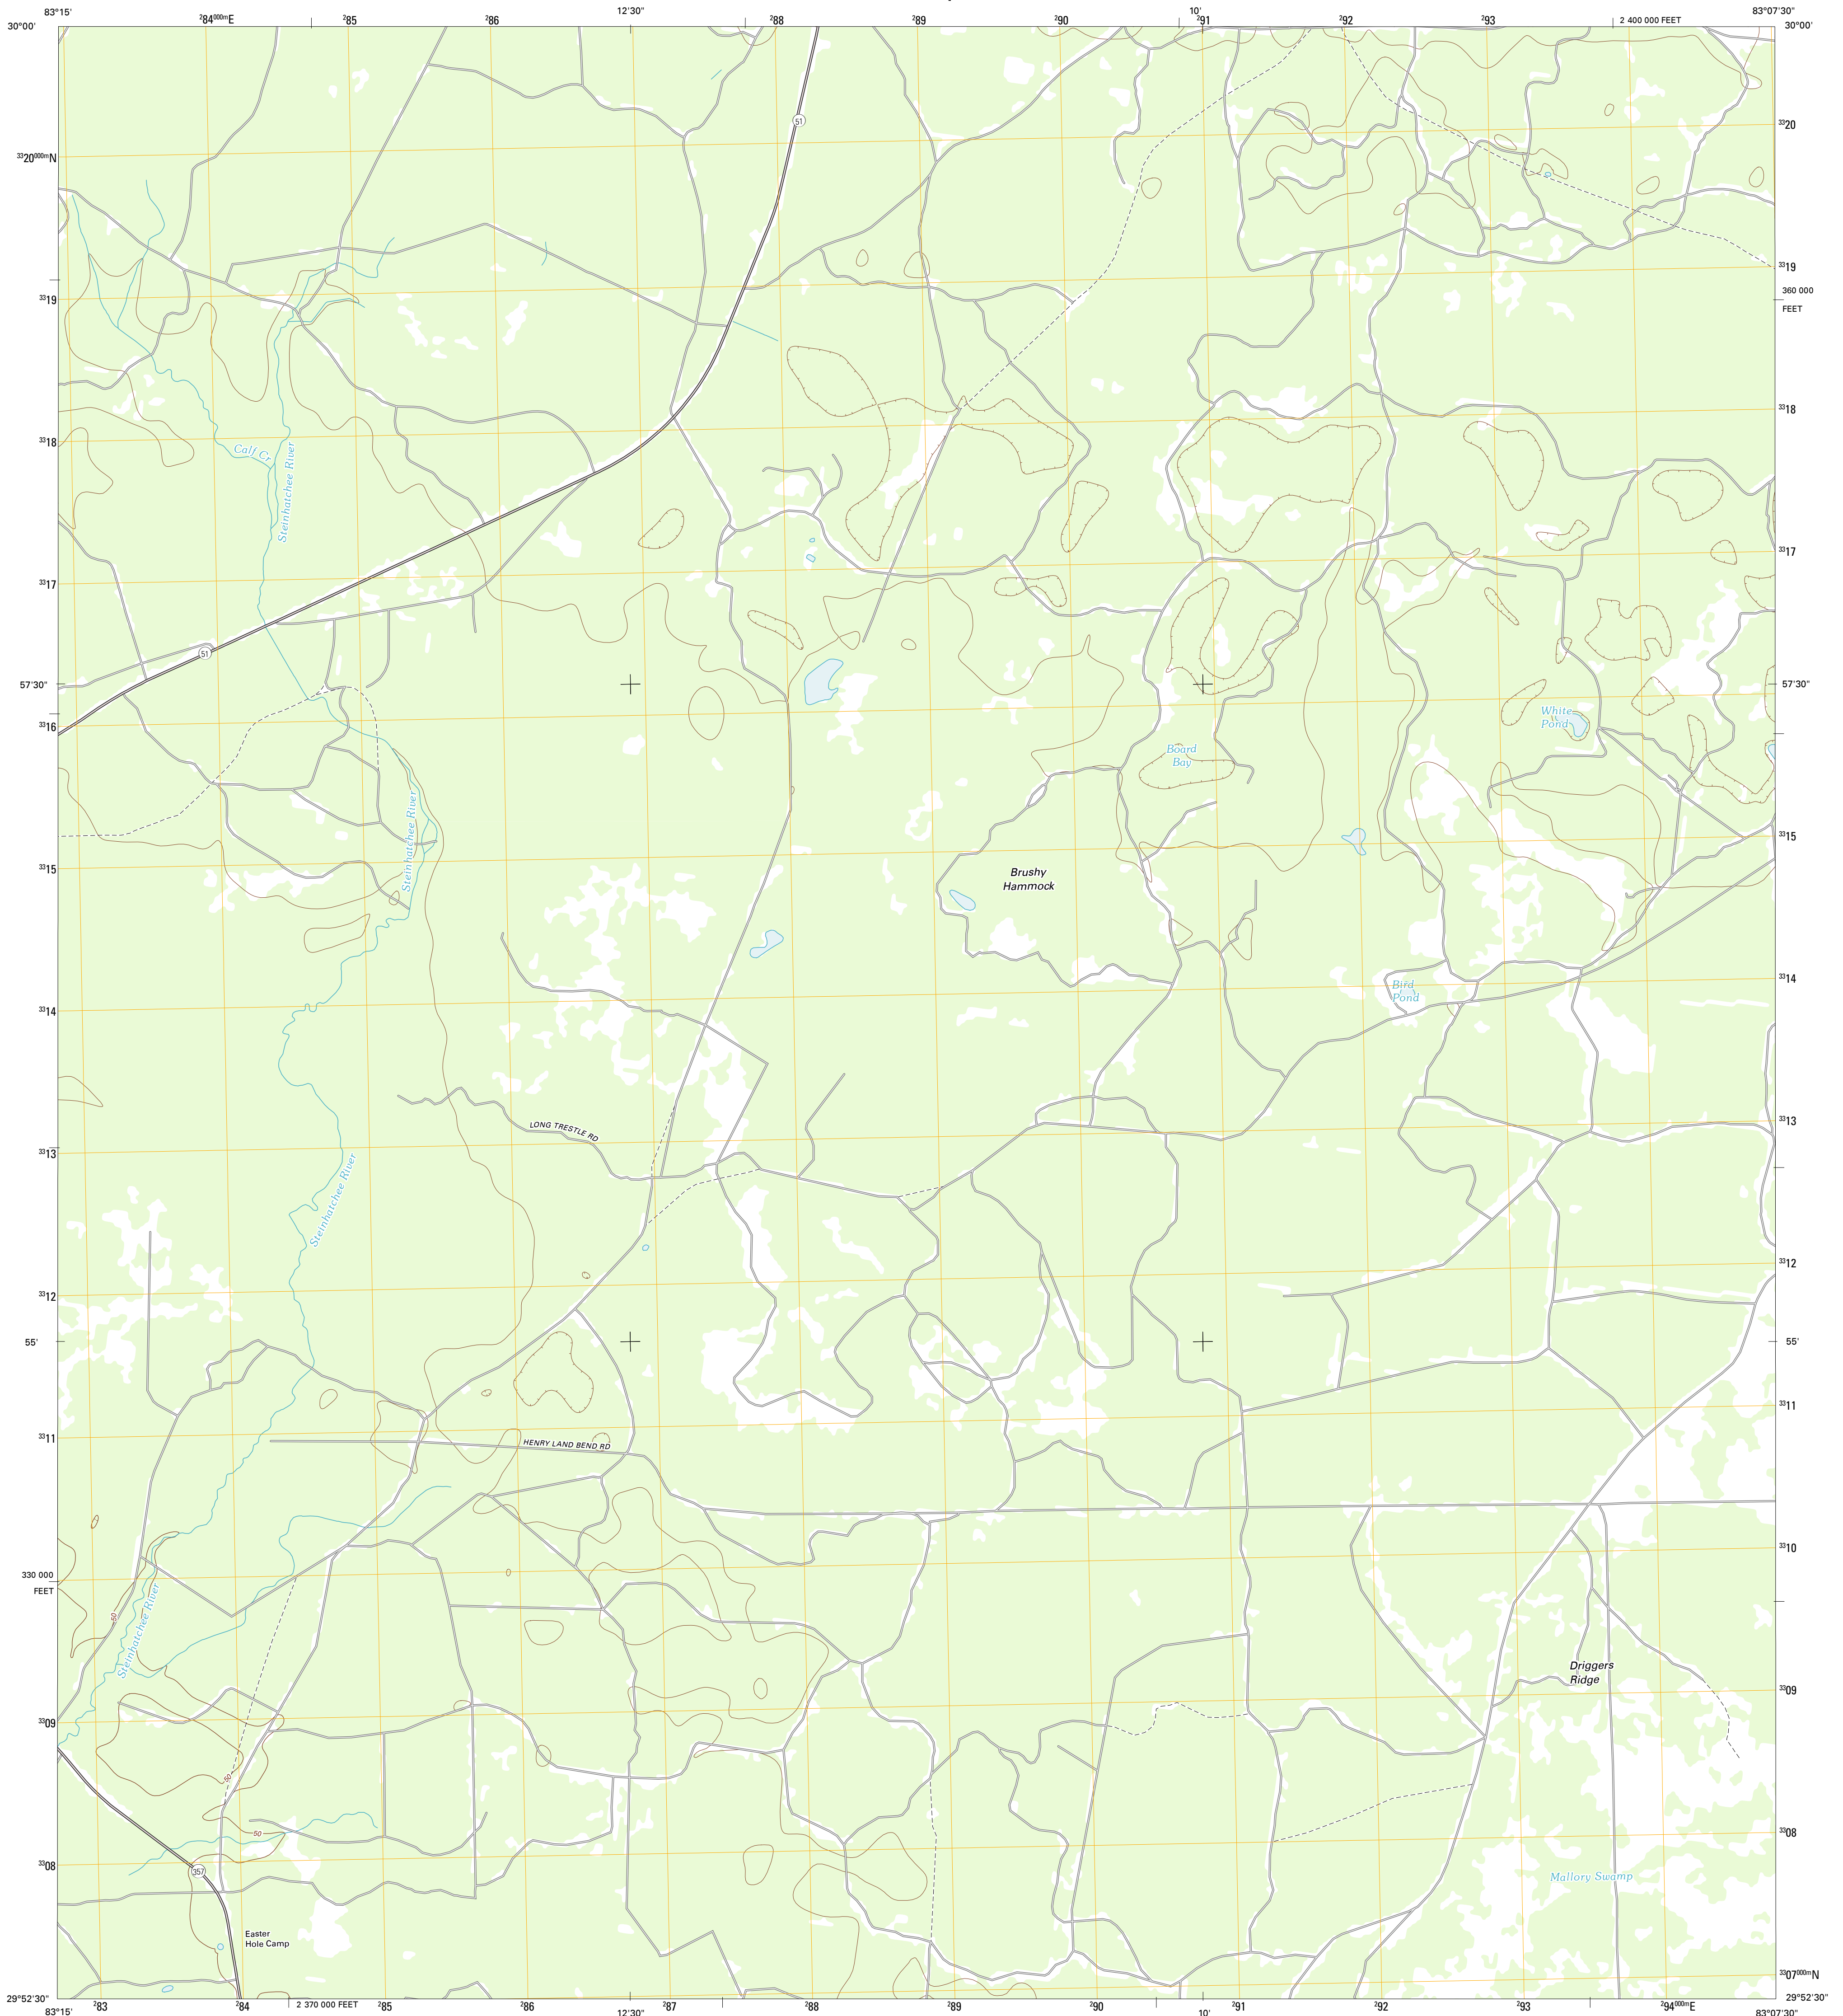 83°15'
²84⁰⁰⁰ᵐE
²85
²86
12'30"
²88
²89
²90
10'
²91
²92
²93
2 400 000 FEET
83°07'30"
30°00'
30°00'
51
³³20
³³20⁰⁰⁰ᵐN
³³19
³³19
360 000
FEET
³³18
³³18
Calf Cr
Steinhatchee River
³³17
³³17
51
57'30"
57'30"
White
Pond
³³16
Board
Bay
Steinhatchee River
³³15
³³15
Brushy
Hammock
³³14
Bird
Pond
³³14
³³13
LONG TRESTLE RD
³³13
Steinhatchee River
³³12
³³12
55'
55'
³³11
³³11
HENRY LAND BEND RD
³³10
330 000
FEET
50
Steinhatchee River
Driggers
Ridge
³³09
³³09
50
50
³³08
³³08
357
Mallory Swamp
Easter
Hole Camp
³³07⁰⁰⁰ᵐN
29°52'30"
29°52'30"
83°15'
²83
²84
2 370 000 FEET
²85
²86
12'30"
²87
²88
²89
²90
10'
²91
²92
²93
²94⁰⁰⁰ᵐE
83°07'30"